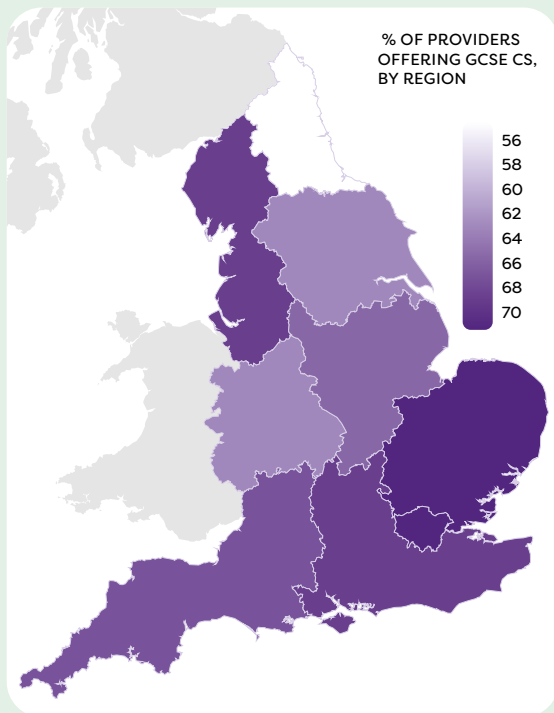 % OF PROVIDERS
OFFERING GCSE CS,
BY REGION
56
58
60
62
64
66
68
70